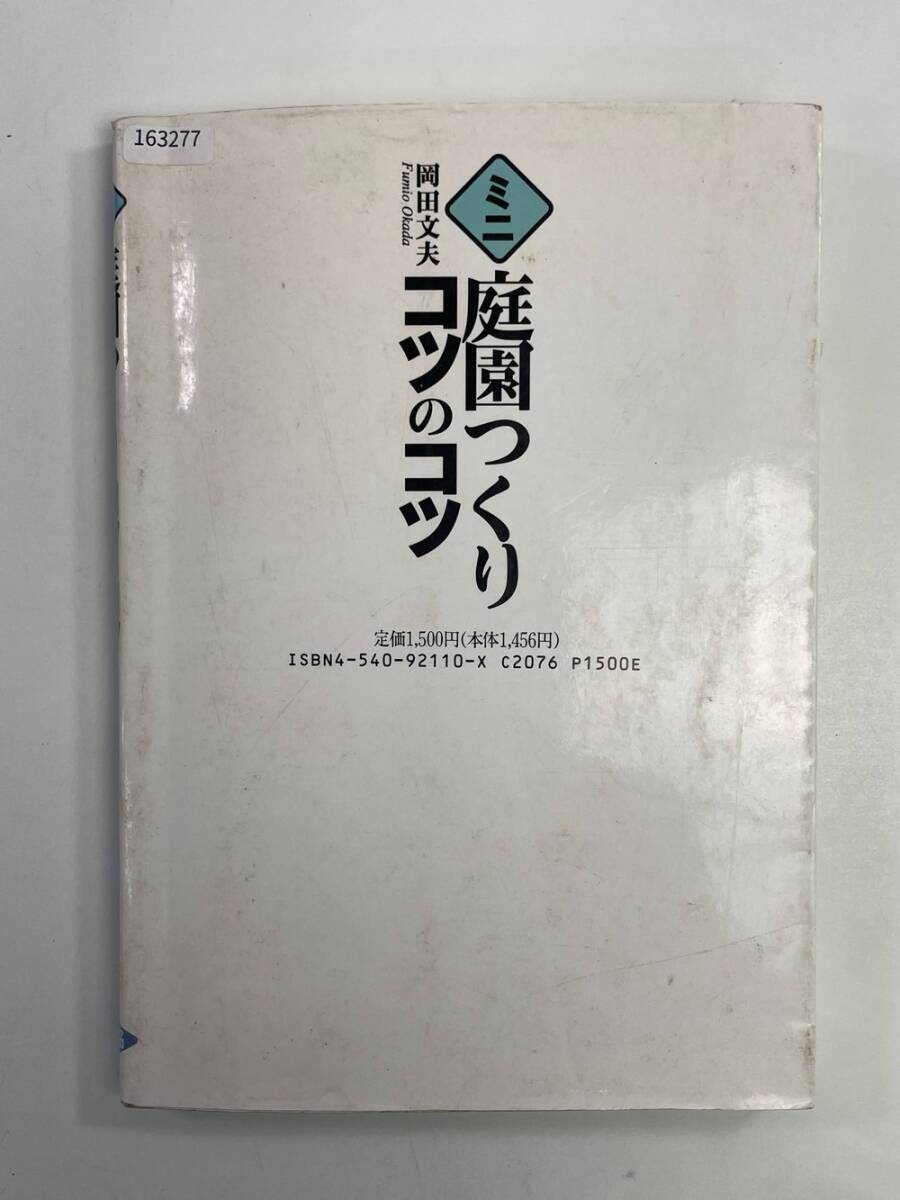 163277
ミニ
庭園つくり
コツのコツ
岡田文夫
Fumio Okada
定価1,500円(本体1,456円)
ISBN4-540-92110-X C2076 P1500E